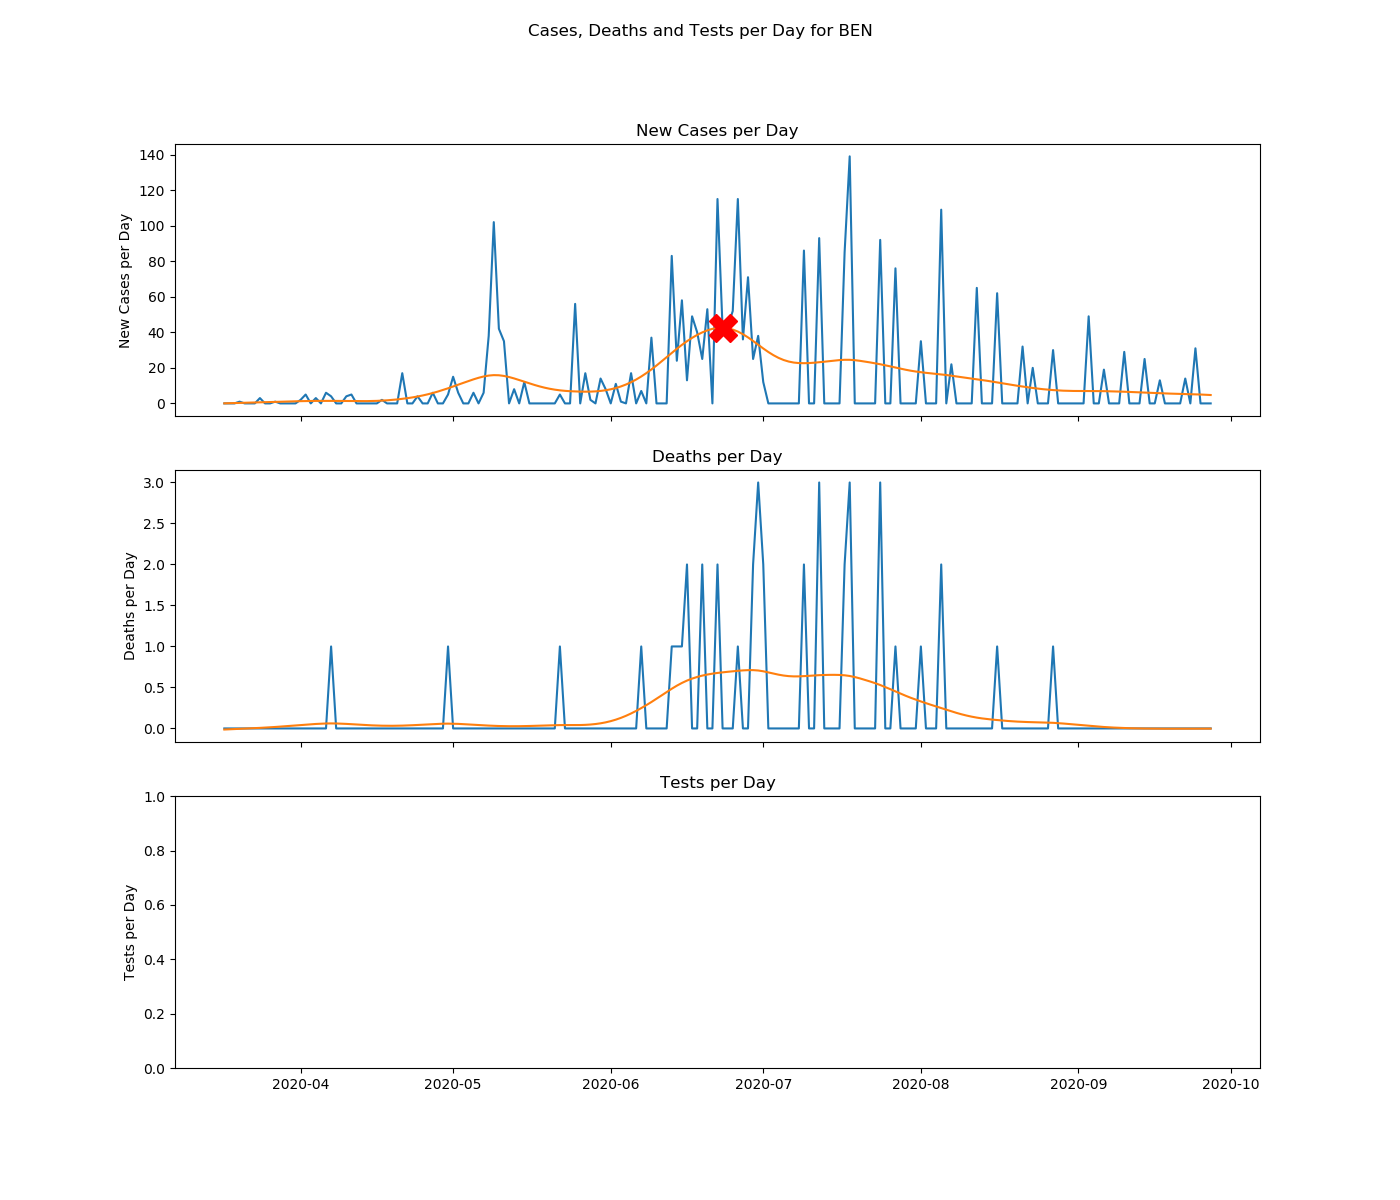 Cases, Deaths and Tests per Day for BEN
New Cases per Day
New Cases per Day
140
120
100
80
60
40
20
0
Deaths per Day
Deaths per Day
3.0
2.5
2.0
1.5
1.0
0.5
0.0
Tests per Day
Tests per Day
1.0
0.8
0.6
0.4
0.2
0.0
2020-04 2020-05 2020-06 2020-07 2020-08 2020-09 2020-10